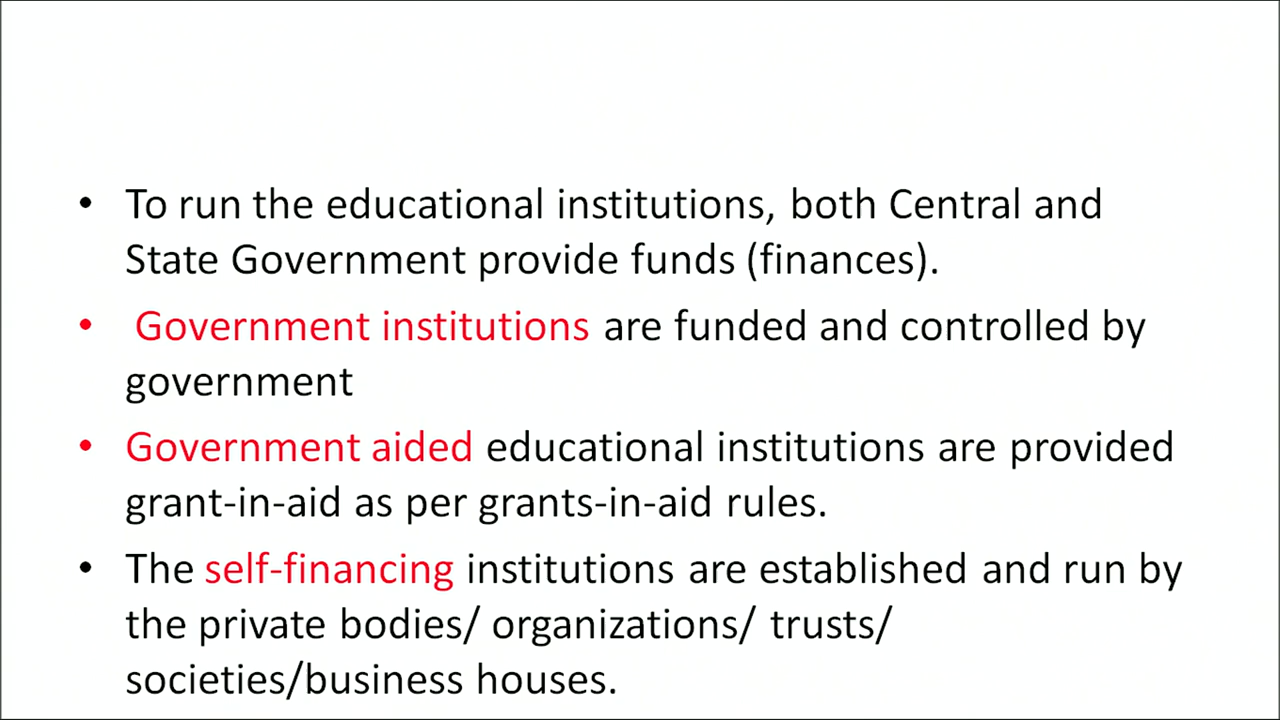 • To run the educational institutions, both Central and
State Government provide funds (finances).
• Government institutions are funded and controlled by
government
• Government aided educational institutions are provided
grant-in-aid as per grants-in-aid rules.
• The self-financing institutions are established and run by
the private bodies/ organizations/ trusts/
societies/business houses.